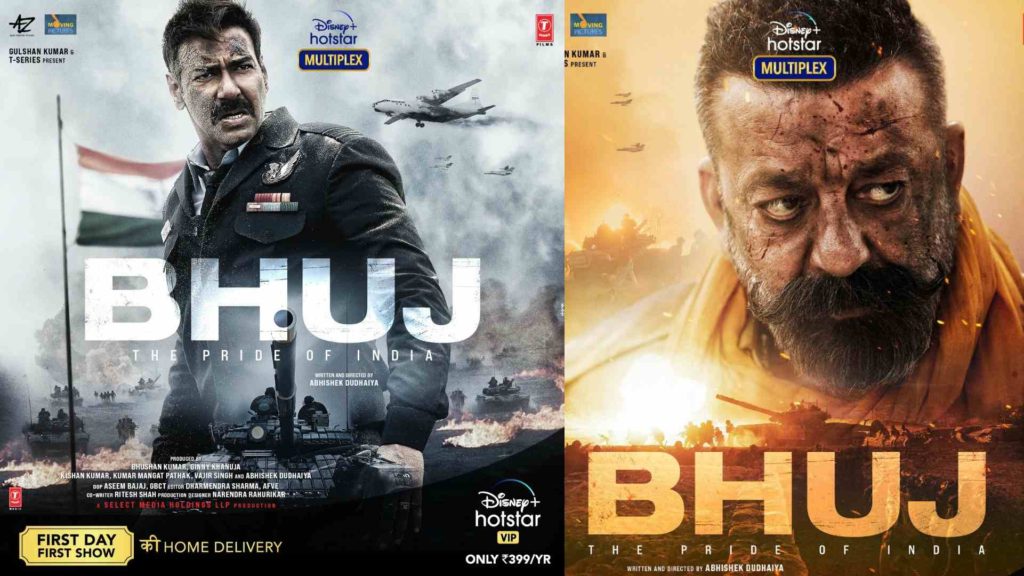 AZ
MOVING
PICTURES
GULSHAN KUMAR &
T-SERIES PRESENT
Disney+
hotstar
MULTIPLEX
T-SERIES
FILMS
BHUJ
THE PRIDE OF INDIA
WRITTEN AND DIRECTED BY
ABHISHEK DUDHAIYA
PRODUCED BY
BHUSHAN KUMAR, GINNY KHANUJA,
KISHAN KUMAR, KUMAR MANGAT PATHAK, VAJIR SINGH AND ABHISHEK DUDHAIYA
DOP ASEEM BAJAJ, GBCT EDITOR DHARMENDRA SHARMA, AFVE
CO-WRITER RITESH SHAH PRODUCTION DESIGNER NARENDRA RAHURIKAR
A SELECT MEDIA HOLDINGS LLP PRODUCTION
FIRST DAY
FIRST SHOW
की HOME DELIVERY
Disney+
hotstar
VIP
ONLY ₹399/YR
MOVING
PICTURES
KUMAR &
S PRESENT
Disney+
hotstar
MULTIPLEX
BHUJ
THE PRIDE OF INDIA
WRITTEN AND DIRECTED BY ABHISHEK DUDHAIYA